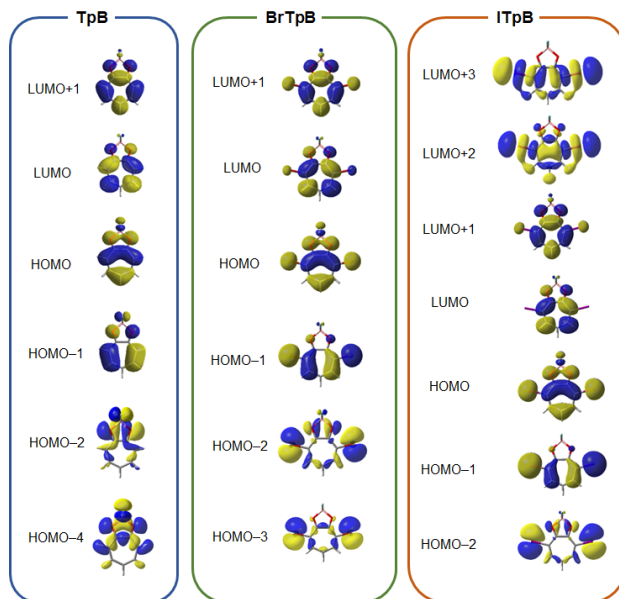 TpB
LUMO+1
LUMO
HOMO
HOMO–1
HOMO–2
HOMO–4
BrTpB
LUMO+1
LUMO
HOMO
HOMO–1
HOMO–2
HOMO–3
ITpB
LUMO+3
LUMO+2
LUMO+1
LUMO
HOMO
HOMO–1
HOMO–2